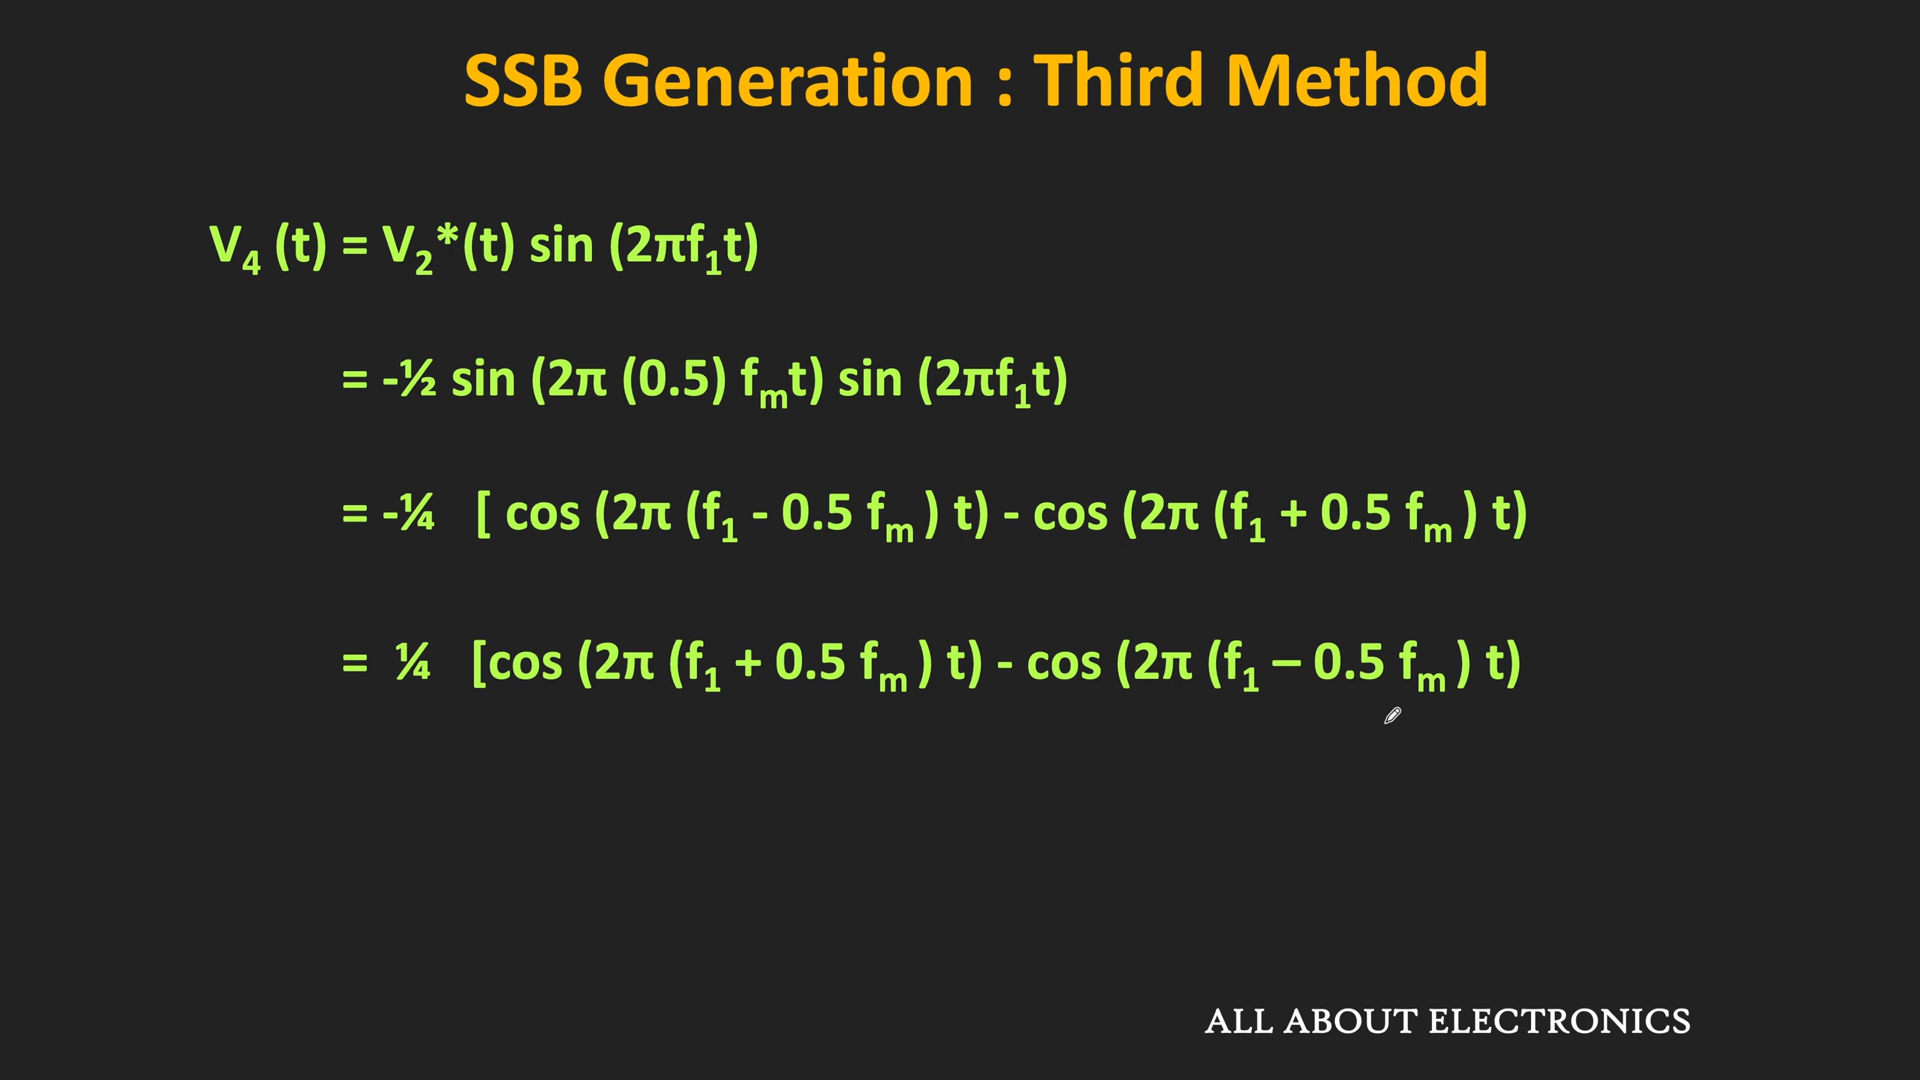 SSB Generation : Third Method
V₄ (t) = V₂*(t) sin (2πf₁t)
= -½ sin (2π (0.5) fₘt) sin (2πf₁t)
= -¼ [ cos (2π (f₁ - 0.5 fₘ ) t) - cos (2π (f₁ + 0.5 fₘ ) t)
= ¼ [cos (2π (f₁ + 0.5 fₘ ) t) - cos (2π (f₁ – 0.5 fₘ ) t)
ALL ABOUT ELECTRONICS